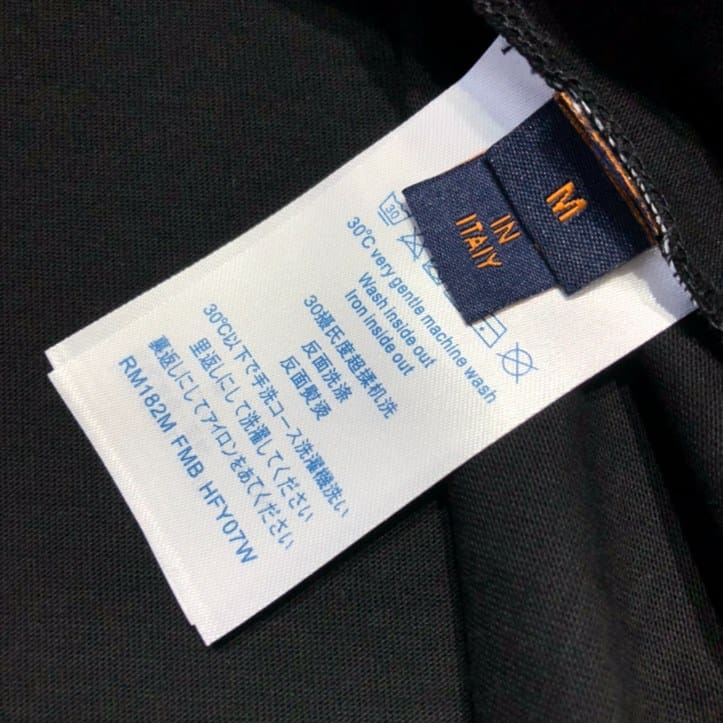 M
IN
ITAIY
30
30°C very gentle machine wash
Wash inside out
Iron inside out
30攝氏度超揉机洗
反面洗涤
反面熨烫
30℃以下で手洗コース洗濯機洗い
里返しにして洗濯してください
裏返しにしてアイロンをあてください
RM182M FMB HFY07W